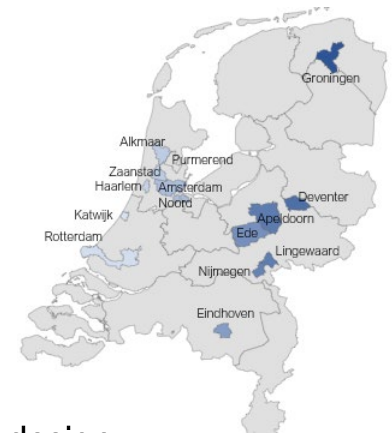 Groningen
Alkmaar
Purmerend
Zaanstad
Haarlem
Amsterdam
Noord
Deventer
Katwijk
Apeldoorn
Rotterdam
Ede
Lingewaard
Nijmegen
Eindhoven